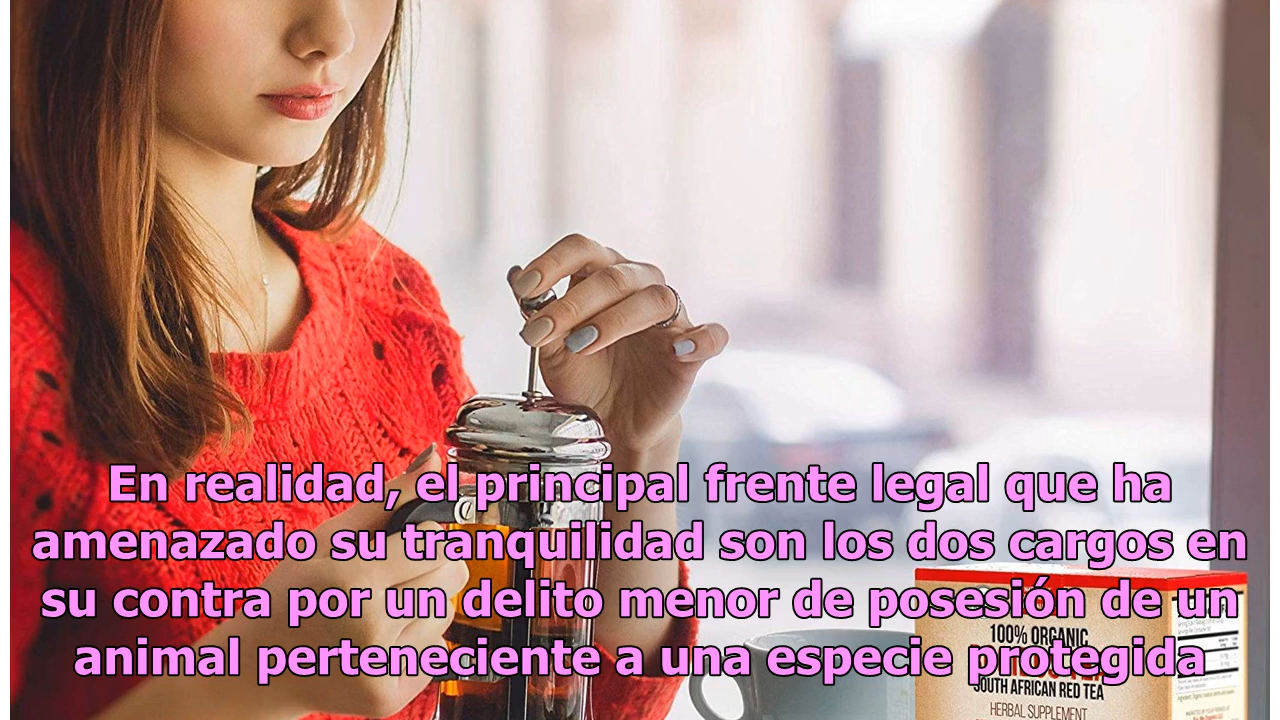 En realidad, el principal frente legal que ha
amenazado su tranquilidad son los dos cargos en
su contra por un delito menor de posesión de un
animal perteneciente a una especie protegida
100% ORGANIC
SOUTH AFRICAN RED TEA
HERBAL SUPPLEMENT